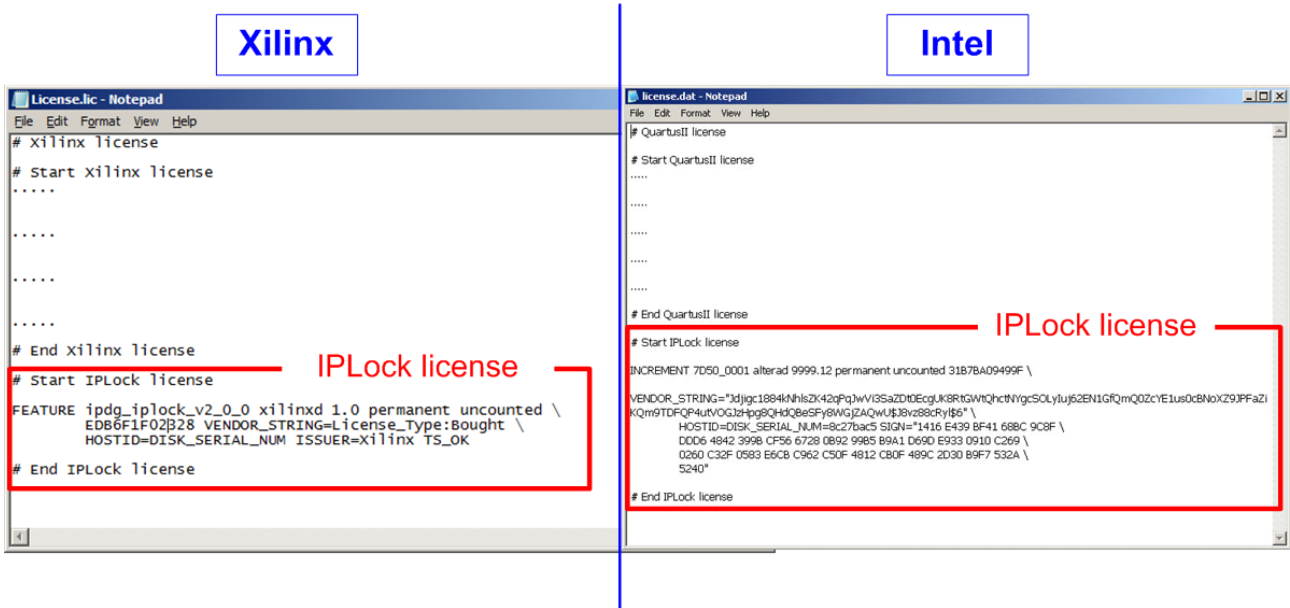 Xilinx
License.lic - Notepad
File Edit Format View Help
# Xilinx license
# Start Xilinx license
.....
.....
.....
.....
# End Xilinx license
IPLock license
# Start IPLock license
FEATURE ipdg_iplock_v2_0_0 xilinxd 1.0 permanent uncounted \
EDB6F1F02328 VENDOR_STRING=License_Type:Bought \
HOSTID=DISK_SERIAL_NUM ISSUER=Xilinx TS_OK
# End IPLock license
Intel
license.dat - Notepad
File Edit Format View Help
# QuartusII license
# Start QuartusII license
.....
.....
.....
.....
.....
# End QuartusII license
IPLock license
# Start IPLock license
INCREMENT 7D50_0001 alterad 9999.12 permanent uncounted 31B7BA09499F \
HOSTID=DISK_SERIAL_NUM=8c27bac5 SIGN="1416 E439 BF41 68BC 9C8F \
DDD6 4842 399B CF56 6728 0B92 99B5 B9A1 D69D E933 0910 C269 \
0260 C32F 0583 E6CB C962 C50F 4812 CB0F 489C 2D30 B9F7 532A \
5240"
# End IPLock license